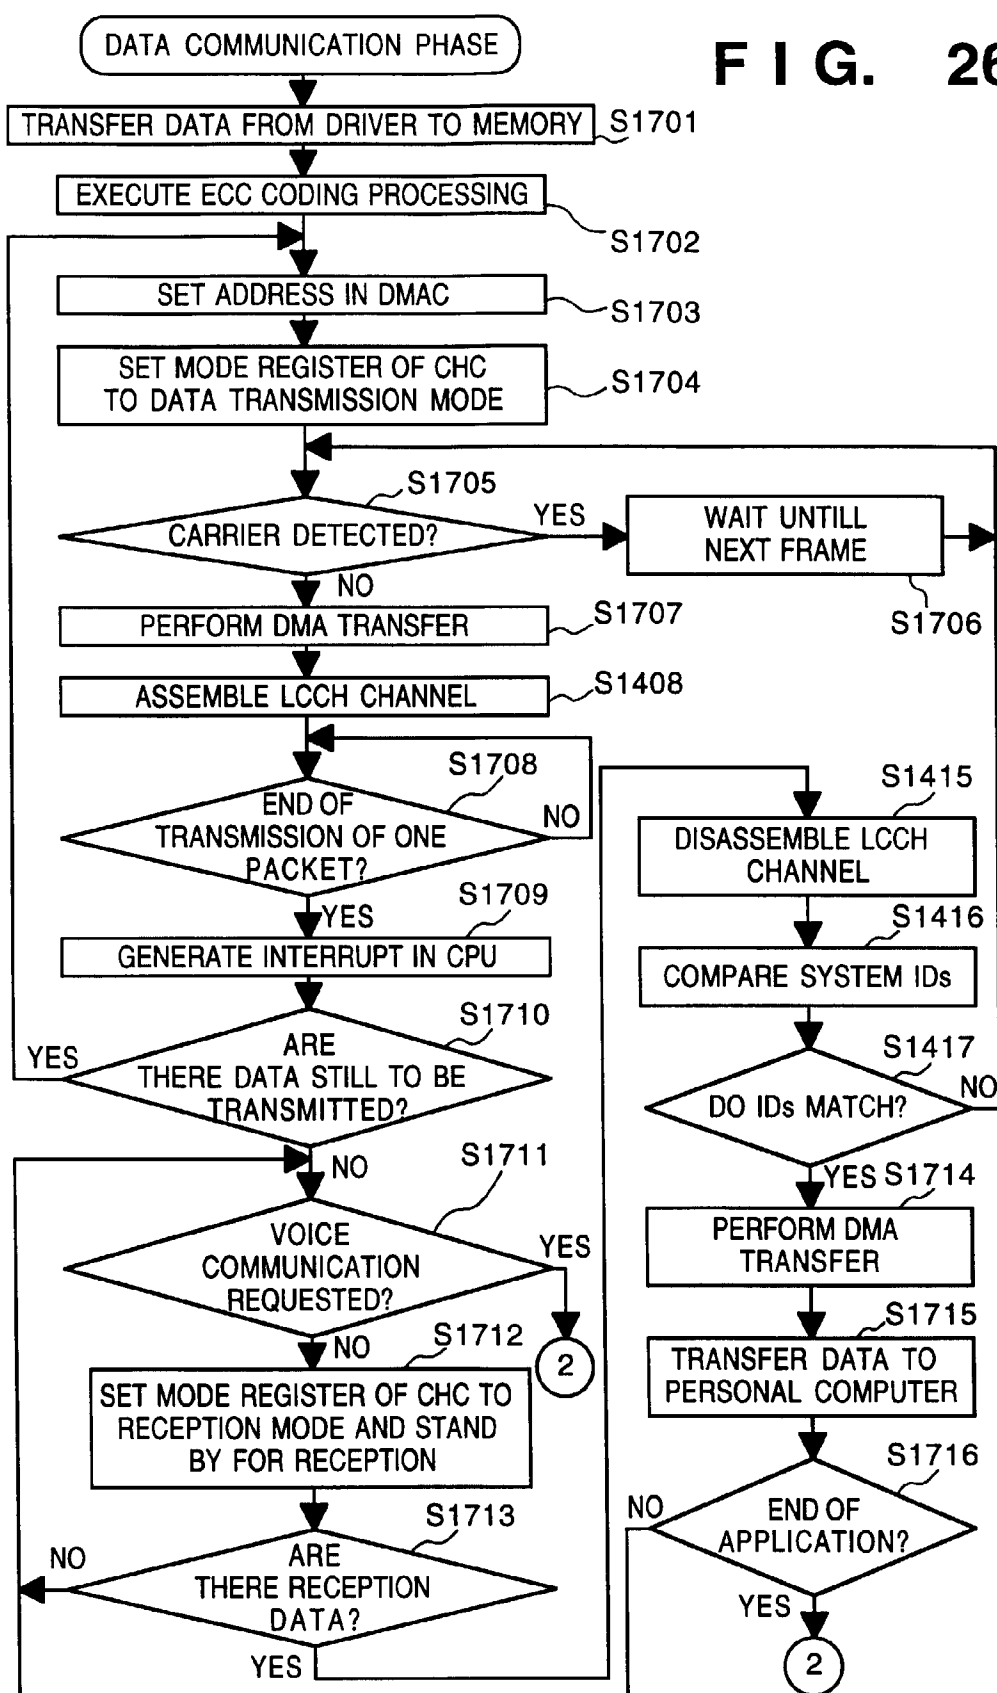 DATA COMMUNICATION PHASE
FIG. 26
TRANSFER DATA FROM DRIVER TO MEMORY
S1701
EXECUTE ECC CODING PROCESSING
S1702
SET ADDRESS IN DMAC
S1703
SET MODE REGISTER OF CHC
TO DATA TRANSMISSION MODE
S1704
S1705
CARRIER DETECTED?
YES
WAIT UNTILL
NEXT FRAME
S1706
NO
PERFORM DMA TRANSFER
S1707
ASSEMBLE LCCH CHANNEL
S1408
S1708
END OF
TRANSMISSION OF ONE
PACKET?
NO
YES
S1709
GENERATE INTERRUPT IN CPU
S1710
ARE
THERE DATA STILL TO BE
TRANSMITTED?
YES
NO
S1711
VOICE
COMMUNICATION
REQUESTED?
YES
2
NO
S1712
SET MODE REGISTER OF CHC TO
RECEPTION MODE AND STAND
BY FOR RECEPTION
S1713
ARE
THERE RECEPTION
DATA?
NO
YES
S1415
DISASSEMBLE LCCH
CHANNEL
S1416
COMPARE SYSTEM IDs
S1417
DO IDs MATCH?
NO
YES
S1714
PERFORM DMA
TRANSFER
S1715
TRANSFER DATA TO
PERSONAL COMPUTER
S1716
END OF
APPLICATION?
NO
YES
2